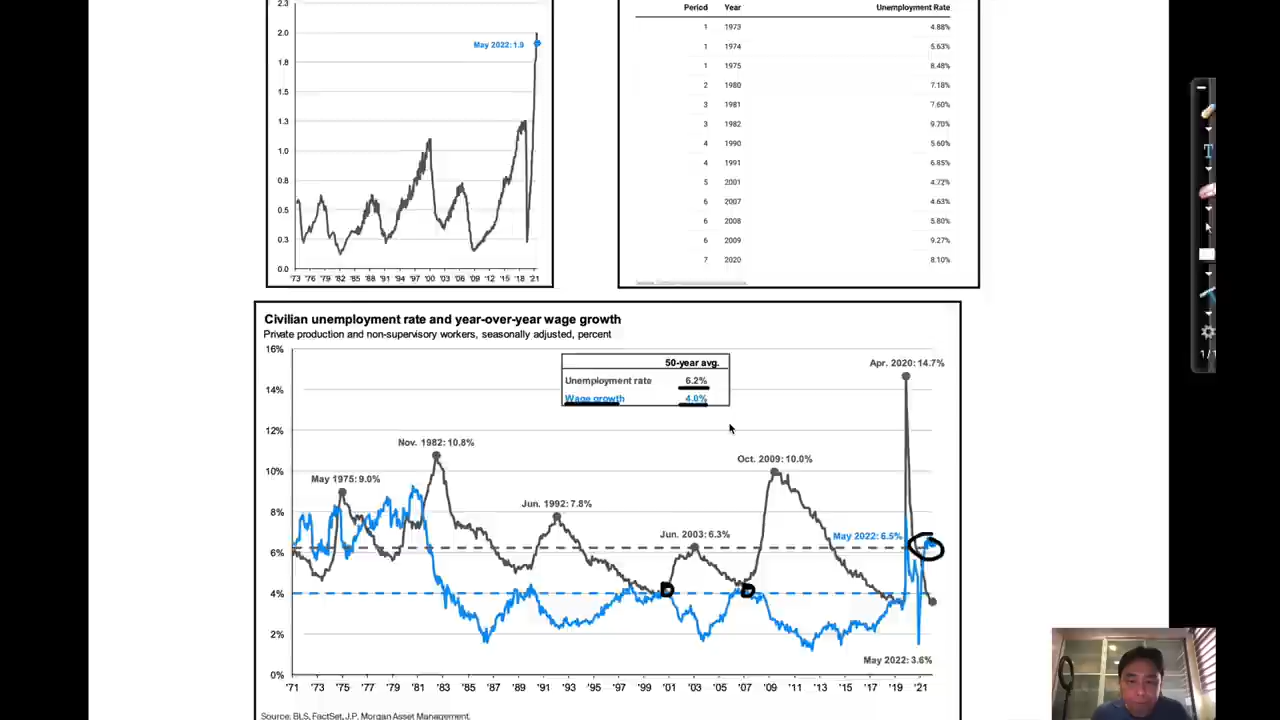 2.3
2.0
1.8
1.5
1.3
1.0
0.8
0.5
0.3
0.0
May 2022: 1.9
'73 '76 '79 '82 '85 '88 '91 '94 '97 '00 '03 '06 '09 '12 '15 '18 '21
Period Year Unemployment Rate
1 1973 4.88%
1 1974 5.63%
1 1975 8.48%
2 1980 7.18%
3 1981 7.60%
3 1982 9.70%
4 1990 5.60%
4 1991 6.85%
5 2001 4.72%
6 2007 4.63%
6 2008 5.80%
6 2009 9.27%
7 2020 8.10%
T
1/1
Civilian unemployment rate and year-over-year wage growth
Private production and non-supervisory workers, seasonally adjusted, percent
16%
14%
12%
10%
8%
6%
4%
2%
0%
50-year avg.
Unemployment rate 6.2%
Wage growth 4.0%
Apr. 2020: 14.7%
Nov. 1982: 10.8%
Oct. 2009: 10.0%
May 1975: 9.0%
Jun. 1992: 7.8%
Jun. 2003: 6.3%
May 2022: 6.5%
May 2022: 3.6%
'71 '73 '75 '77 '79 '81 '83 '85 '87 '89 '91 '93 '95 '97 '99 '01 '03 '05 '07 '09 '11 '13 '15 '17 '19 '21
Source: BLS, FactSet, J.P. Morgan Asset Management.